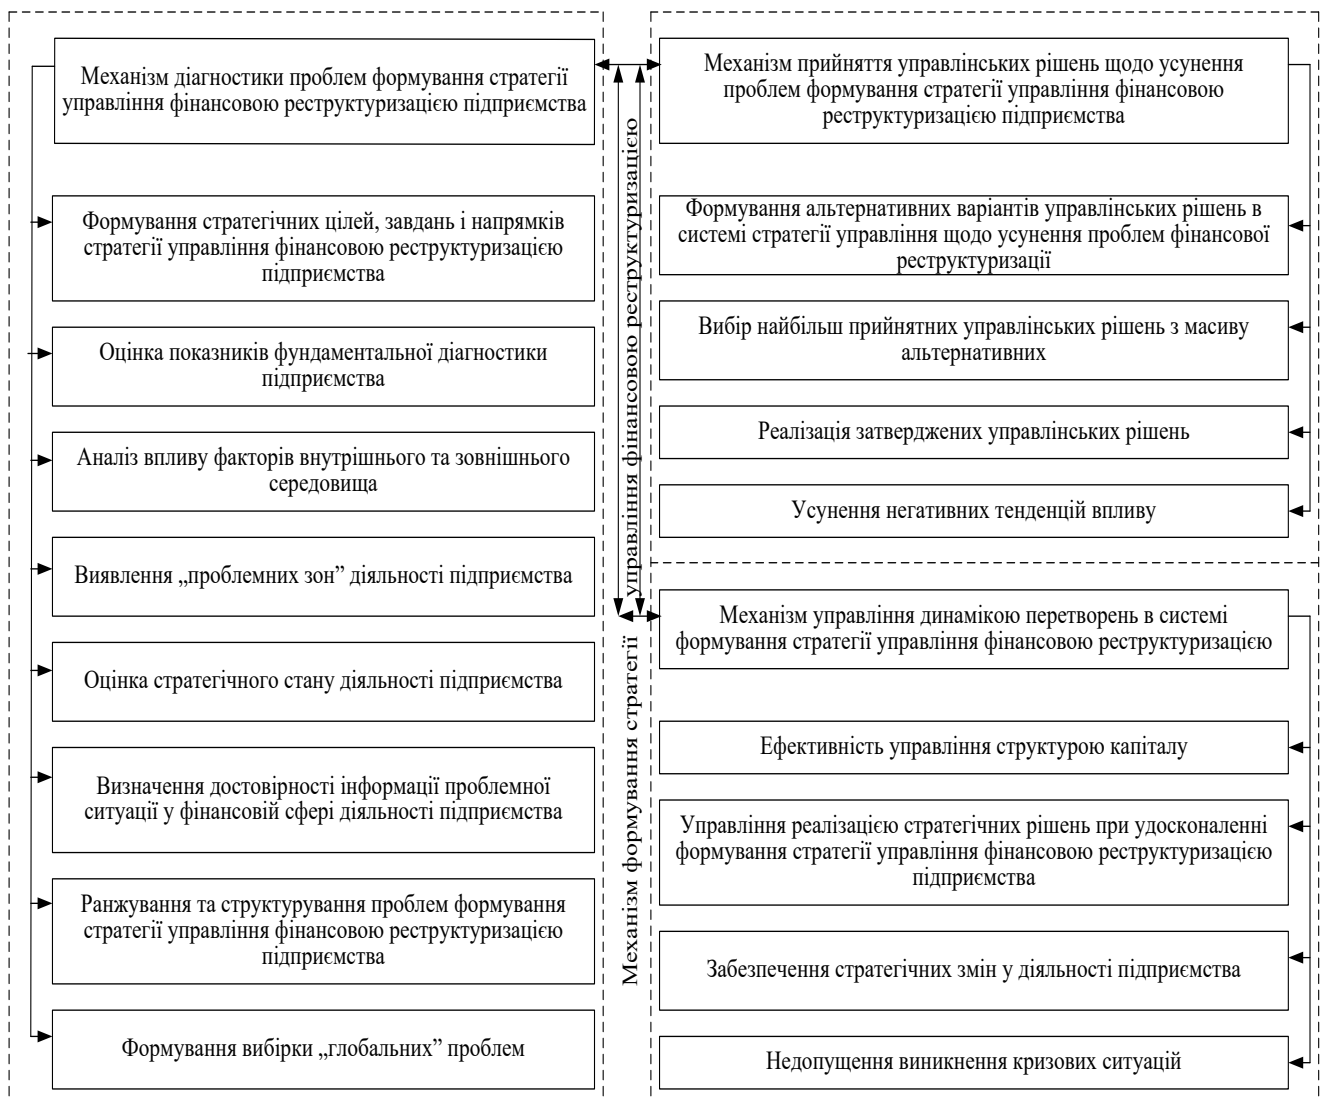 Механізм діагностики проблем формування стратегії
управління фінансовою реструктуризацією підприємства
Формування стратегічних цілей, завдань і напрямків
стратегії управління фінансовою реструктуризацією
підприємства
Оцінка показників фундаментальної діагностики
підприємства
Аналіз впливу факторів внутрішнього та зовнішнього
середовища
Виявлення „проблемних зон” діяльності підприємства
Оцінка стратегічного стану діяльності підприємства
Визначення достовірності інформації проблемної
ситуації у фінансовій сфері діяльності підприємства
Ранжування та структурування проблем формування
стратегії управління фінансовою реструктуризацією
підприємства
Формування вибірки „глобальних” проблем
Механізм формування стратегії управління фінансовою реструктуризацією
Механізм прийняття управлінських рішень щодо усунення
проблем формування стратегії управління фінансовою
реструктуризацією підприємства
Формування альтернативних варіантів управлінських рішень в
системі стратегії управління щодо усунення проблем фінансової
реструктуризації
Вибір найбільш прийнятних управлінських рішень з масиву
альтернативних
Реалізація затверджених управлінських рішень
Усунення негативних тенденцій впливу
Механізм управління динамікою перетворень в системі
формування стратегії управління фінансовою реструктуризацією
Ефективність управління структурою капіталу
Управління реалізацією стратегічних рішень при удосконаленні
формування стратегії управління фінансовою реструктуризацією
підприємства
Забезпечення стратегічних змін у діяльності підприємства
Недопущення виникнення кризових ситуацій